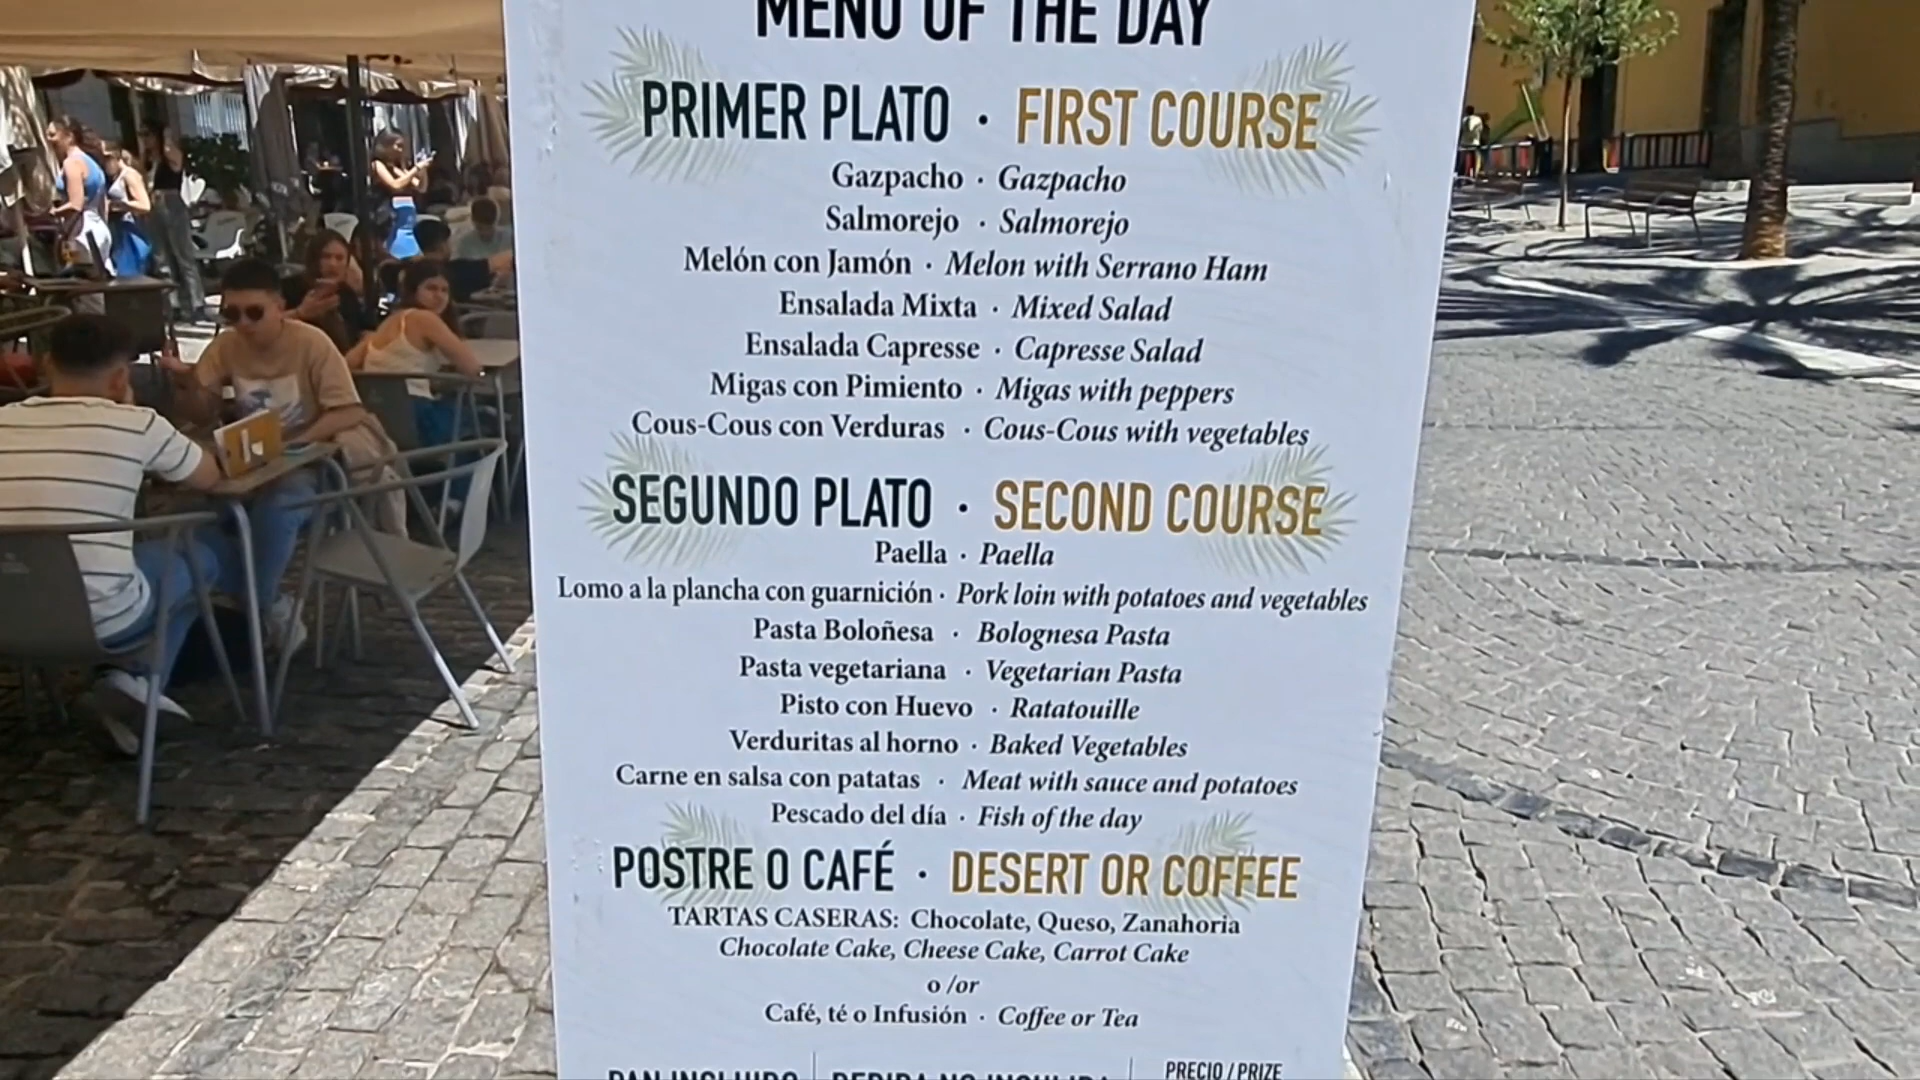 MENÚ OF THE DAY
PRIMER PLATO · FIRST COURSE
Gazpacho · Gazpacho
Salmorejo · Salmorejo
Melón con Jamón · Melon with Serrano Ham
Ensalada Mixta · Mixed Salad
Ensalada Capresse · Capresse Salad
Migas con Pimiento · Migas with peppers
Cous-Cous con Verduras · Cous-Cous with vegetables
SEGUNDO PLATO · SECOND COURSE
Paella · Paella
Lomo a la plancha con guarnición · Pork loin with potatoes and vegetables
Pasta Boloñesa · Bolognesa Pasta
Pasta vegetariana · Vegetarian Pasta
Pisto con Huevo · Ratatouille
Verduritas al horno · Baked Vegetables
Carne en salsa con patatas · Meat with sauce and potatoes
Pescado del día · Fish of the day
POSTRE O CAFÉ · DESERT OR COFFEE
TARTAS CASERAS: Chocolate, Queso, Zanahoria
Chocolate Cake, Cheese Cake, Carrot Cake
o /or
Café, té o Infusión · Coffee or Tea
PAN INCLUIDO BEBIDA NO INCLUIDA PRECIO / PRIZE